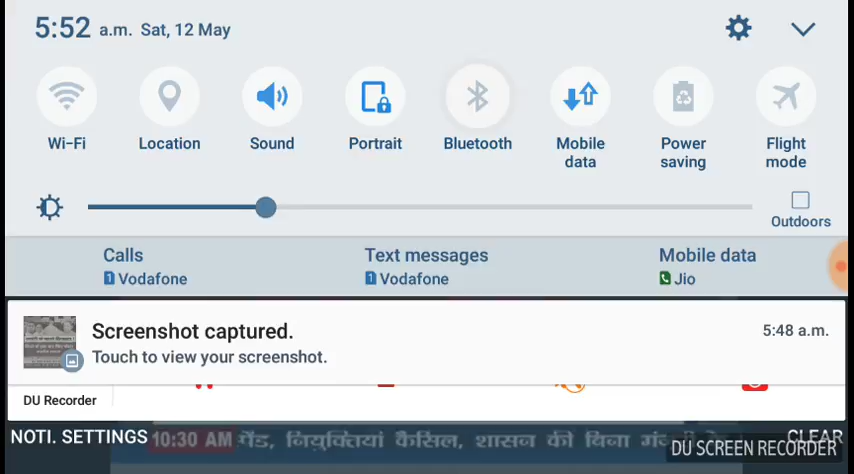 5:52 a.m. Sat, 12 May
Wi-Fi Location Sound Portrait Bluetooth Mobile data Power saving Flight mode
Outdoors
Calls Text messages Mobile data
1 Vodafone 1 Vodafone Jio
Screenshot captured. 5:48 a.m.
Touch to view your screenshot.
DU Recorder
NOTI. SETTINGS CLEAR
10:30 AM पेंड, नियुक्तियां कैंसिल, शासन की बिना
DU SCREEN RECORDER